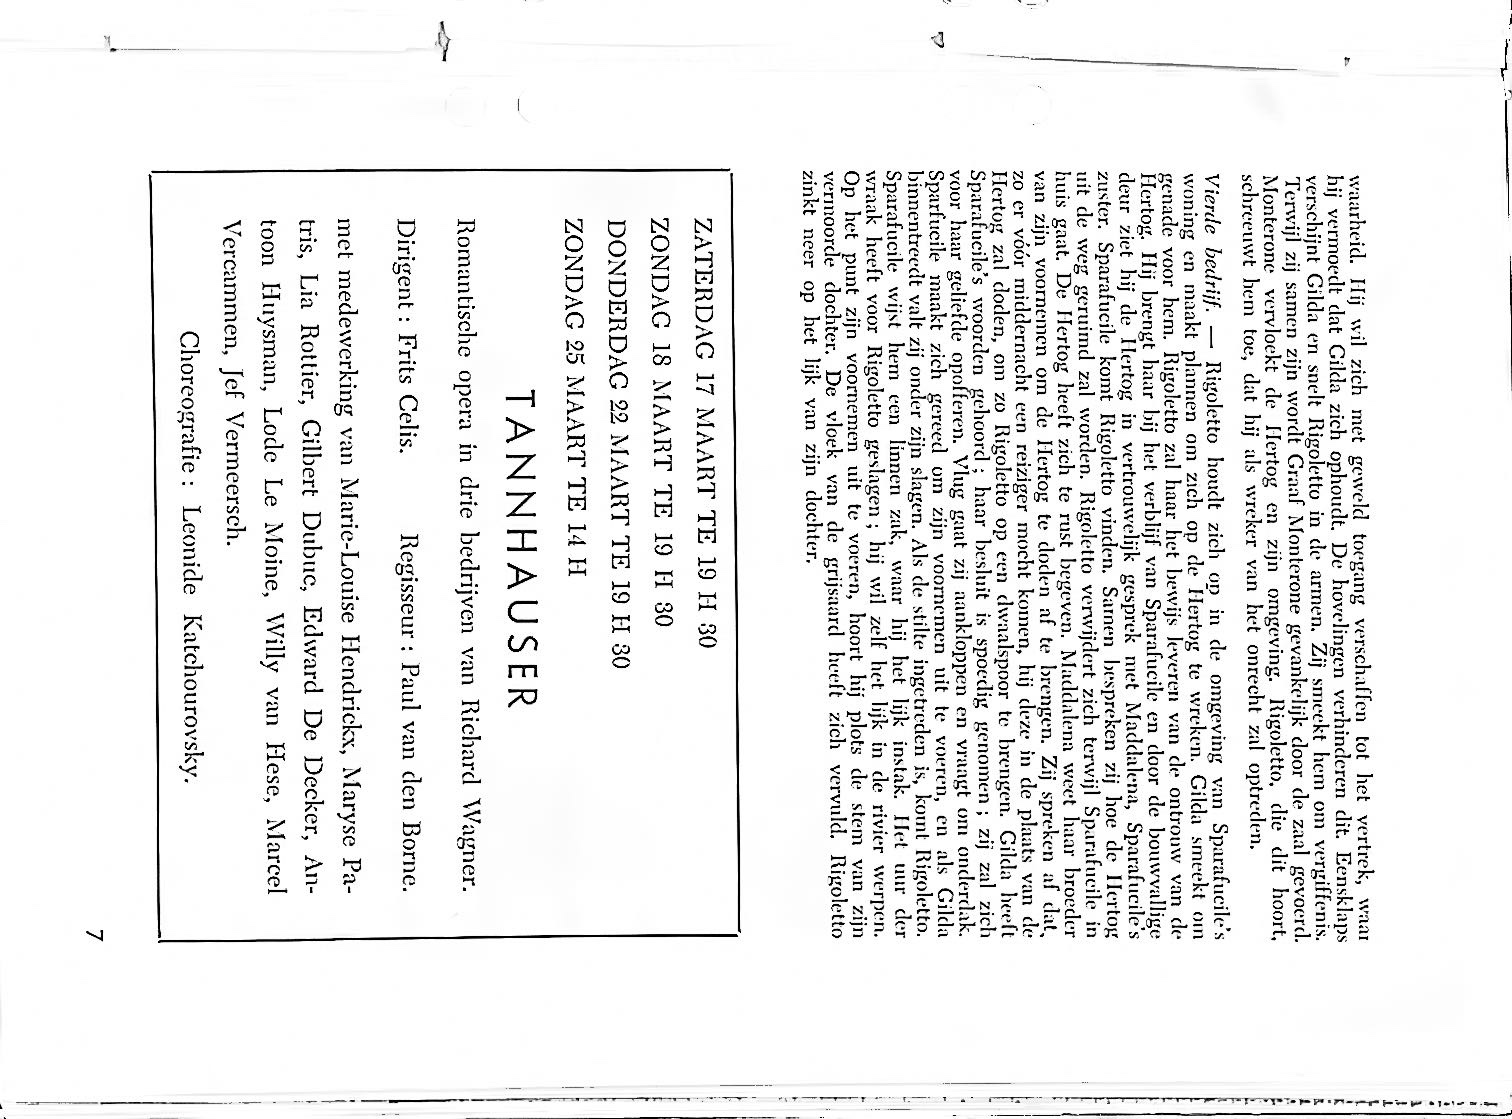 waarheid. Hij wil zich met geweld toegang verschaffen tot het vertrek, waar
hij vermoedt dat Gilda zich ophoudt. De hovelingen verhinderen dit. Eensklaps
verschijnt Gilda en snelt Rigoletto in de armen. Zij smeekt hem om vergiffenis.
Terwijl zij samen zijn wordt Graaf Monterone gevankelijk door de zaal gevoerd.
Monterone vervloekt de Hertog en zijn omgeving. Rigoletto, die dit hoort,
schreeuwt hem toe, dat hij als wreker van het onrecht zal optreden.
Vierde bedrijf. — Rigoletto houdt zich op in de omgeving van Sparafucile's
woning en maakt plannen om zich op de Hertog te wreken. Gilda smeekt om
genade voor hem. Rigoletto zal haar het bewijs leveren van de ontrouw van de
Hertog. Hij brengt haar bij het verblijf van Sparafucile en door de bouwvallige
deur ziet hij de Hertog in vertrouwelijk gesprek met Maddalena, Sparafucile's
zuster. Sparafucile komt Rigoletto vinden. Samen bespreken zij hoe de Hertog
uit de weg geruimd zal worden. Rigoletto verwijdert zich terwijl Sparafucile in
huis gaat. De Hertog heeft zich te rust begeven. Maddalena weet haar broeder
van zijn voornemen om de Hertog te doden af te brengen. Zij spreken af dat,
zo er vóór middernacht een reiziger mocht komen, hij deze in de plaats van de
Hertog zal doden, om zo Rigoletto op een dwaalspoor te brengen. Gilda heeft
Sparafucile's woorden gehoord ; haar besluit is spoedig genomen ; zij zal zich
voor haar geliefde opofferen. Vlug gaat zij aankloppen en vraagt om onderdak.
Sparfucile maakt zich gereed om zijn voornemen uit te voeren, en als Gilda
binnentreedt valt zij onder zijn slagen. Als de stilte ingetreden is, komt Rigoletto.
Sparafucile wijst hem een linnen zak, waar hij het lijk instak. Het uur der
wraak heeft voor Rigoletto geslagen ; hij wil zelf het lijk in de rivier werpen.
Op het punt zijn voornemen uit te voeren, hoort hij plots de stem van zijn
vermoorde dochter. De vloek van de grijsaard heeft zich vervuld. Rigoletto
zinkt neer op het lijk van zijn dochter.
ZATERDAG 17 MAART TE 19 H 30
ZONDAG 18 MAART TE 19 H 30
DONDERDAG 22 MAART TE 19 H 30
ZONDAG 25 MAART TE 14 H
TANNHAUSER
Romantische opera in drie bedrijven van Richard Wagner.
Dirigent : Frits Celis. Regisseur : Paul van den Borne.
met medewerking van Marie-Louise Hendrickx, Maryse Pa-
tris, Lia Rottier, Gilbert Dubuc, Edward De Decker, An-
toon Huysman, Lode Le Moine, Willy van Hese, Marcel
Vercammen, Jef Vermeersch.
Choreografie : Leonide Katchourovsky.
7